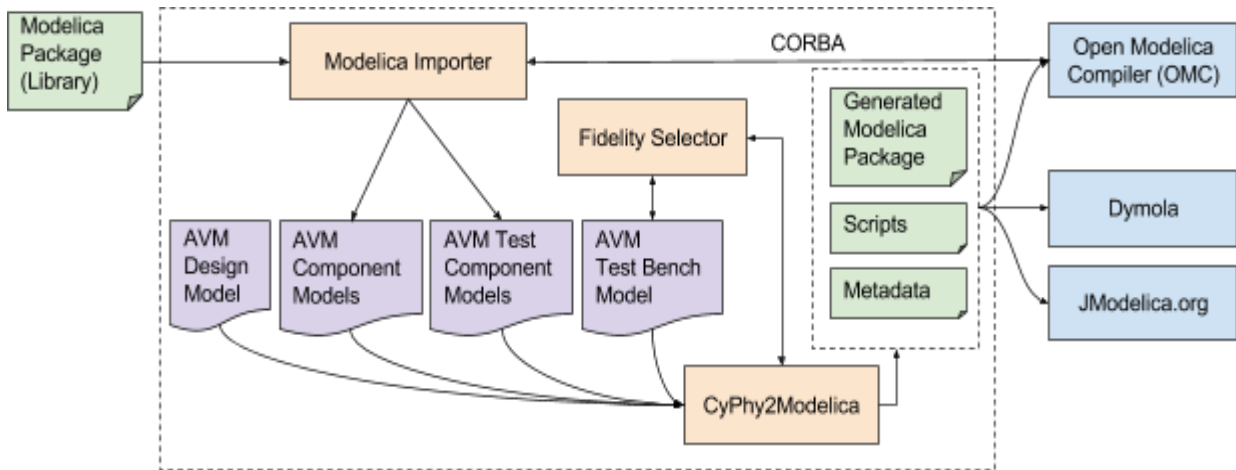 Modelica
Package
(Library)
Modelica Importer
CORBA
Open Modelica
Compiler (OMC)
Fidelity Selector
Generated
Modelica
Package
Scripts
Metadata
Dymola
JModelica.org
AVM
Design
Model
AVM
Component
Models
AVM Test
Component
Models
AVM
Test Bench
Model
CyPhy2Modelica